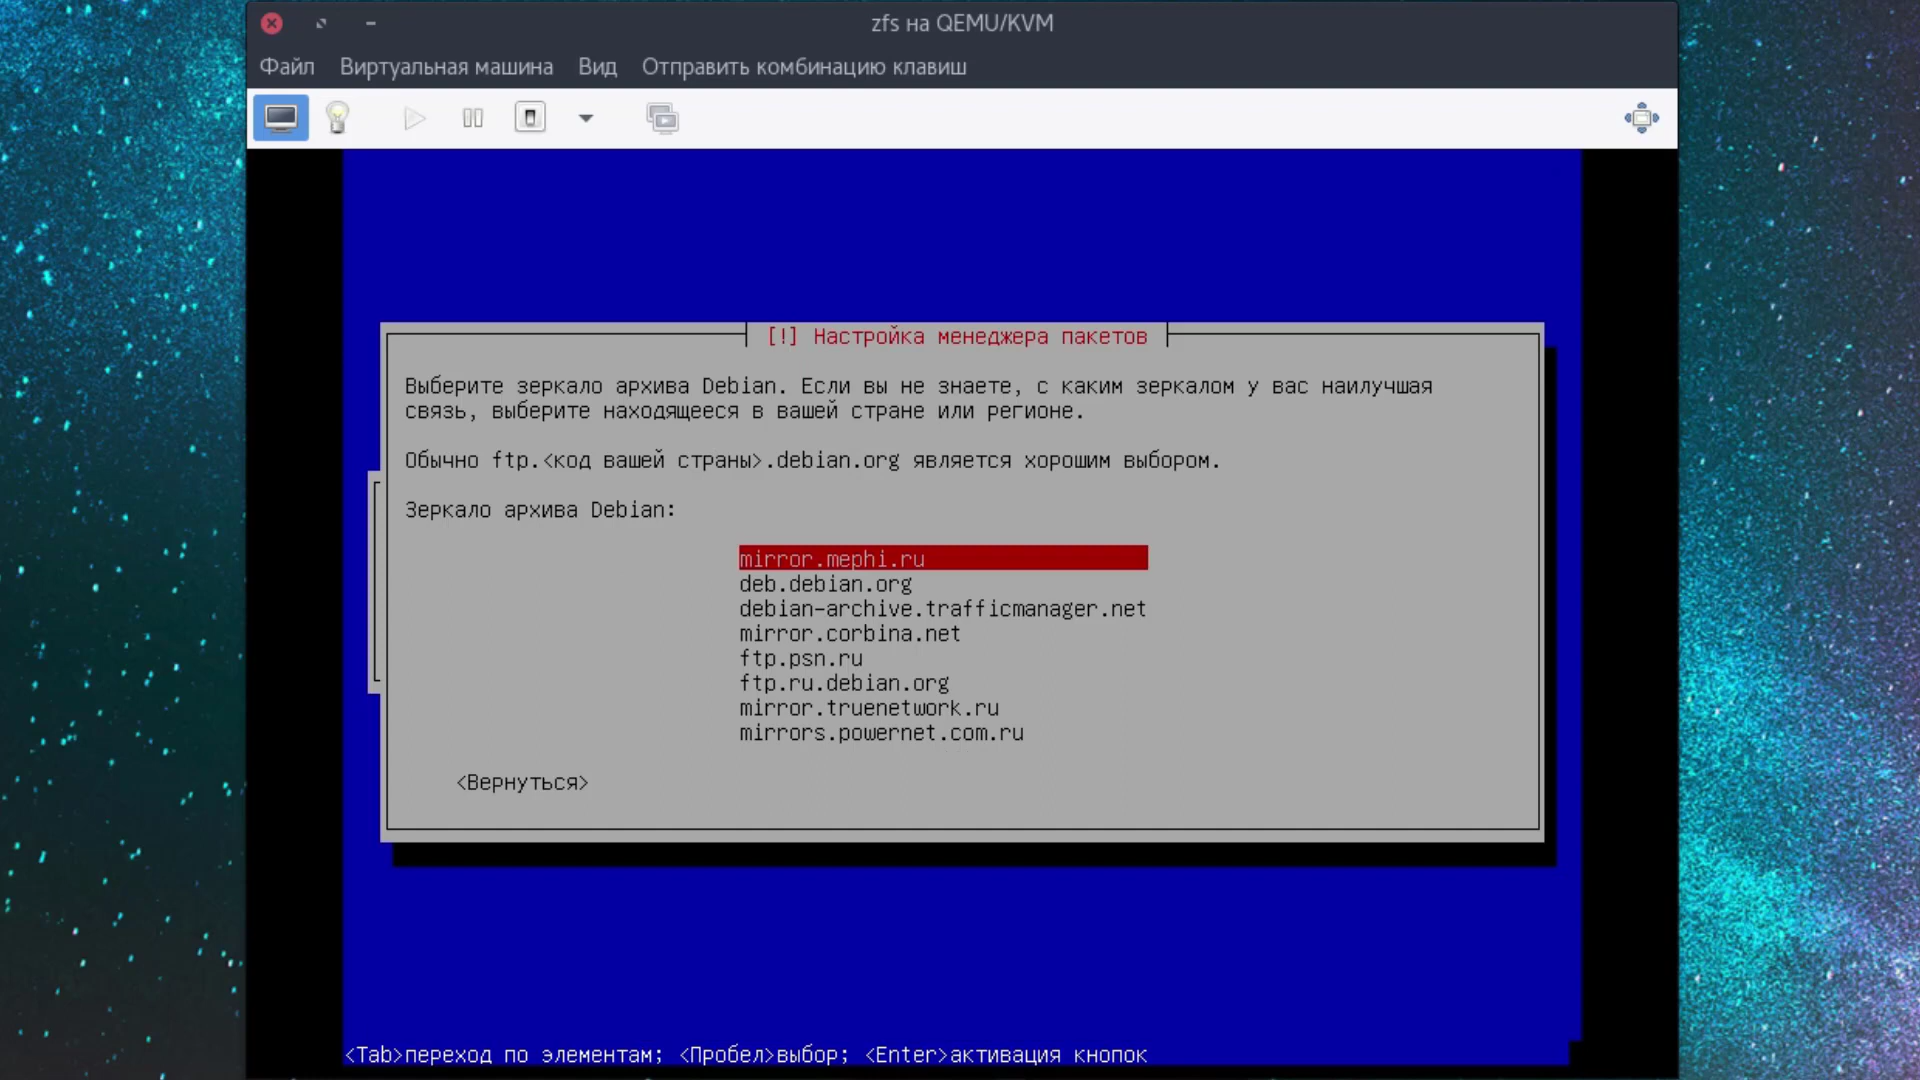 zfs на QEMU/KVM
Файл Виртуальная машина Вид Отправить комбинацию клавиш
[!] Настройка менеджера пакетов
Выберите зеркало архива Debian. Если вы не знаете, с каким зеркалом у вас наилучшая
связь, выберите находящееся в вашей стране или регионе.
Обычно ftp.<код вашей страны>.debian.org является хорошим выбором.
Зеркало архива Debian:
mirror.mephi.ru
deb.debian.org
debian-archive.trafficmanager.net
mirror.corbina.net
ftp.psn.ru
ftp.ru.debian.org
mirror.truenetwork.ru
mirrors.powernet.com.ru
<Вернуться>
<Tab>переход по элементам; <Пробел>выбор; <Enter>активация кнопок